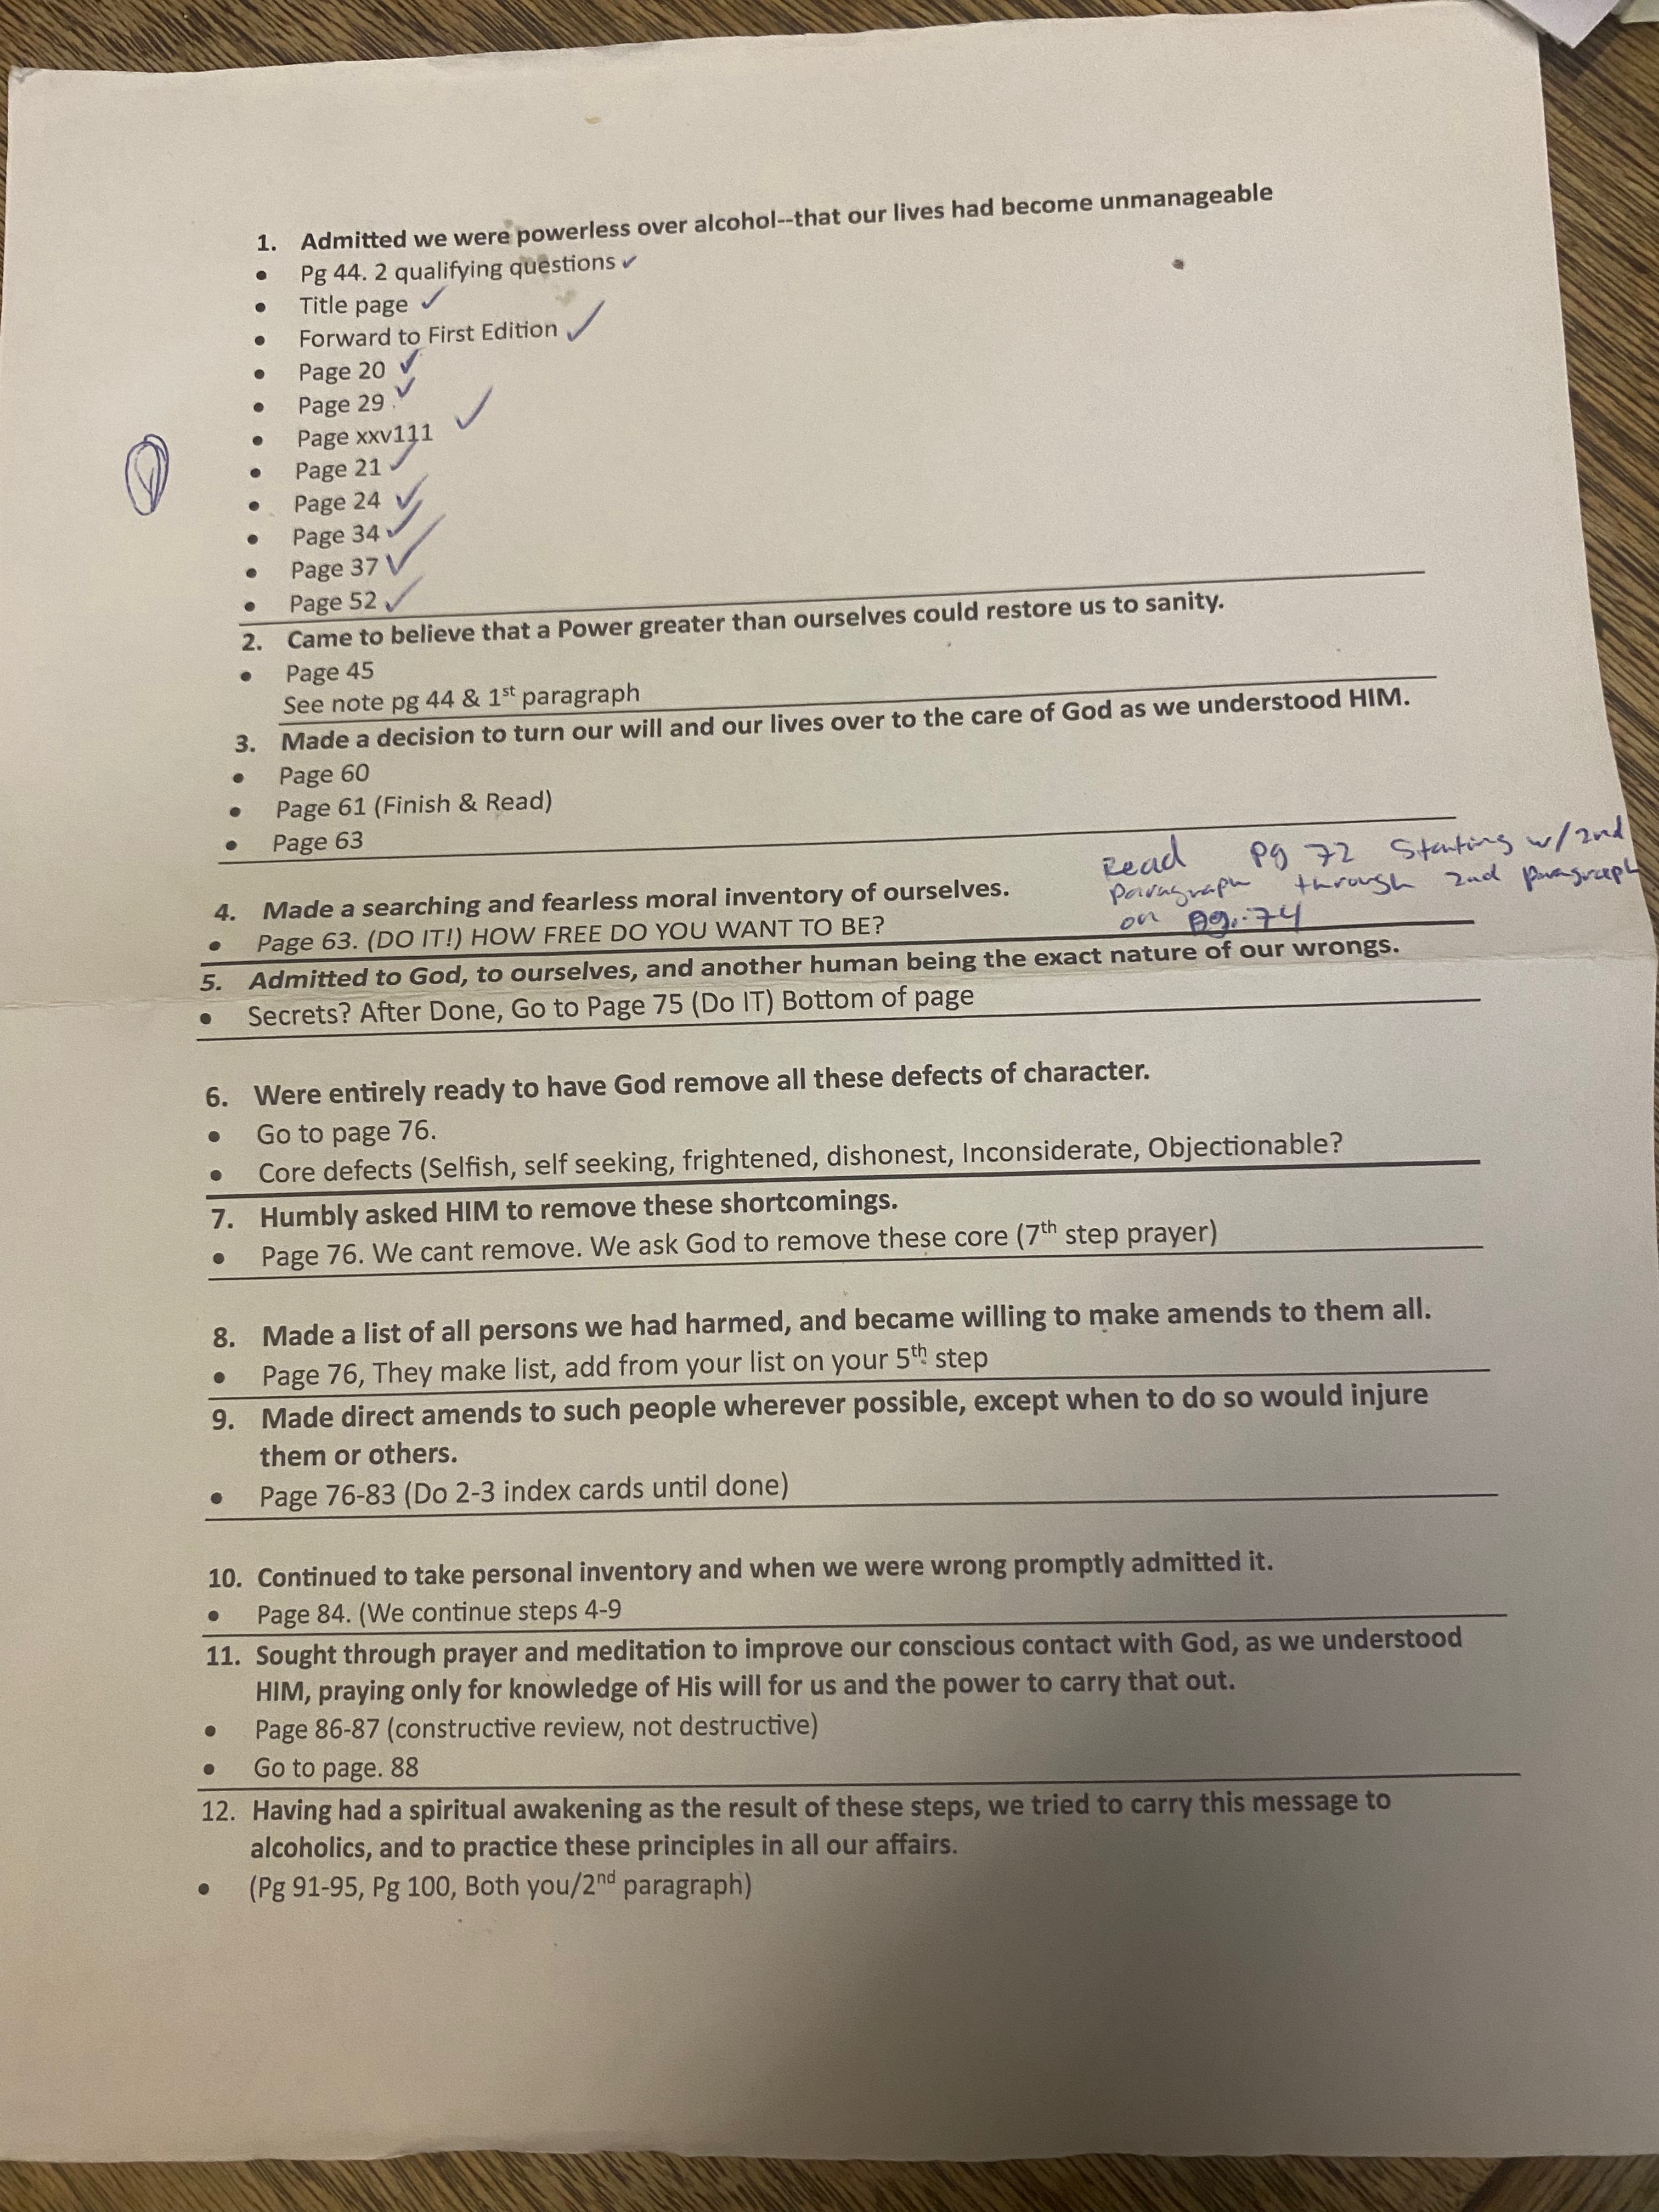 1. Admitted we were powerless over alcohol--that our lives had become unmanageable
• Pg 44. 2 qualifying questions ✓
• Title page ✓
• Forward to First Edition ✓
• Page 20 ✓
• Page 29 ✓
• Page xxv111 ✓
• Page 21 ✓
• Page 24 ✓
• Page 34 ✓
• Page 37 ✓
• Page 52 ✓
2. Came to believe that a Power greater than ourselves could restore us to sanity.
• Page 45
See note pg 44 & 1st paragraph
3. Made a decision to turn our will and our lives over to the care of God as we understood HIM.
• Page 60
• Page 61 (Finish & Read)
• Page 63
Read Pg 72 Starting w/2nd
Paragraph through 2nd paragraph
on pg. 74
4. Made a searching and fearless moral inventory of ourselves.
• Page 63. (DO IT!) HOW FREE DO YOU WANT TO BE?
5. Admitted to God, to ourselves, and another human being the exact nature of our wrongs.
• Secrets? After Done, Go to Page 75 (Do IT) Bottom of page
6. Were entirely ready to have God remove all these defects of character.
• Go to page 76.
• Core defects (Selfish, self seeking, frightened, dishonest, Inconsiderate, Objectionable?
7. Humbly asked HIM to remove these shortcomings.
• Page 76. We cant remove. We ask God to remove these core (7th step prayer)
8. Made a list of all persons we had harmed, and became willing to make amends to them all.
• Page 76, They make list, add from your list on your 5th step
9. Made direct amends to such people wherever possible, except when to do so would injure
them or others.
• Page 76-83 (Do 2-3 index cards until done)
10. Continued to take personal inventory and when we were wrong promptly admitted it.
• Page 84. (We continue steps 4-9
11. Sought through prayer and meditation to improve our conscious contact with God, as we understood
HIM, praying only for knowledge of His will for us and the power to carry that out.
• Page 86-87 (constructive review, not destructive)
• Go to page. 88
12. Having had a spiritual awakening as the result of these steps, we tried to carry this message to
alcoholics, and to practice these principles in all our affairs.
• (Pg 91-95, Pg 100, Both you/2nd paragraph)